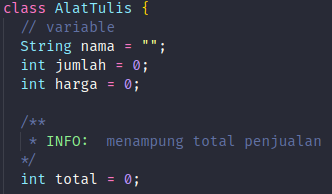 class AlatTulis {
// variable
String nama = "";
int jumlah = 0;
int harga = 0;
/**
* INFO: menampung total penjualan
*/
int total = 0;